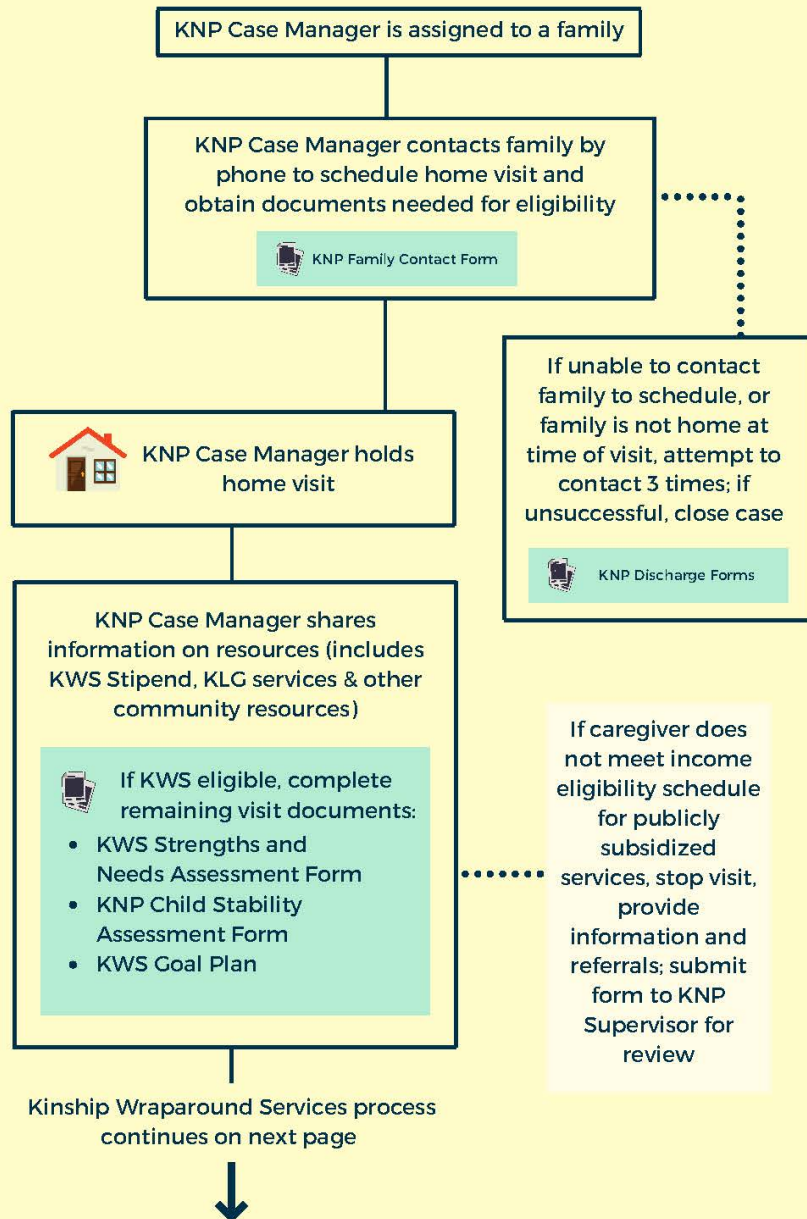 KNP Case Manager is assigned to a family
KNP Case Manager contacts family by
phone to schedule home visit and
obtain documents needed for eligibility
KNP Family Contact Form
If unable to contact
family to schedule, or
family is not home at
time of visit, attempt to
contact 3 times; if
unsuccessful, close case
KNP Discharge Forms
KNP Case Manager holds
home visit
KNP Case Manager shares
information on resources (includes
KWS Stipend, KLG services & other
community resources)
If KWS eligible, complete
remaining visit documents:
• KWS Strengths and
Needs Assessment Form
• KNP Child Stability
Assessment Form
• KWS Goal Plan
If caregiver does
not meet income
eligibility schedule
for publicly
subsidized
services, stop visit,
provide
information and
referrals; submit
form to KNP
Supervisor for
review
Kinship Wraparound Services process
continues on next page